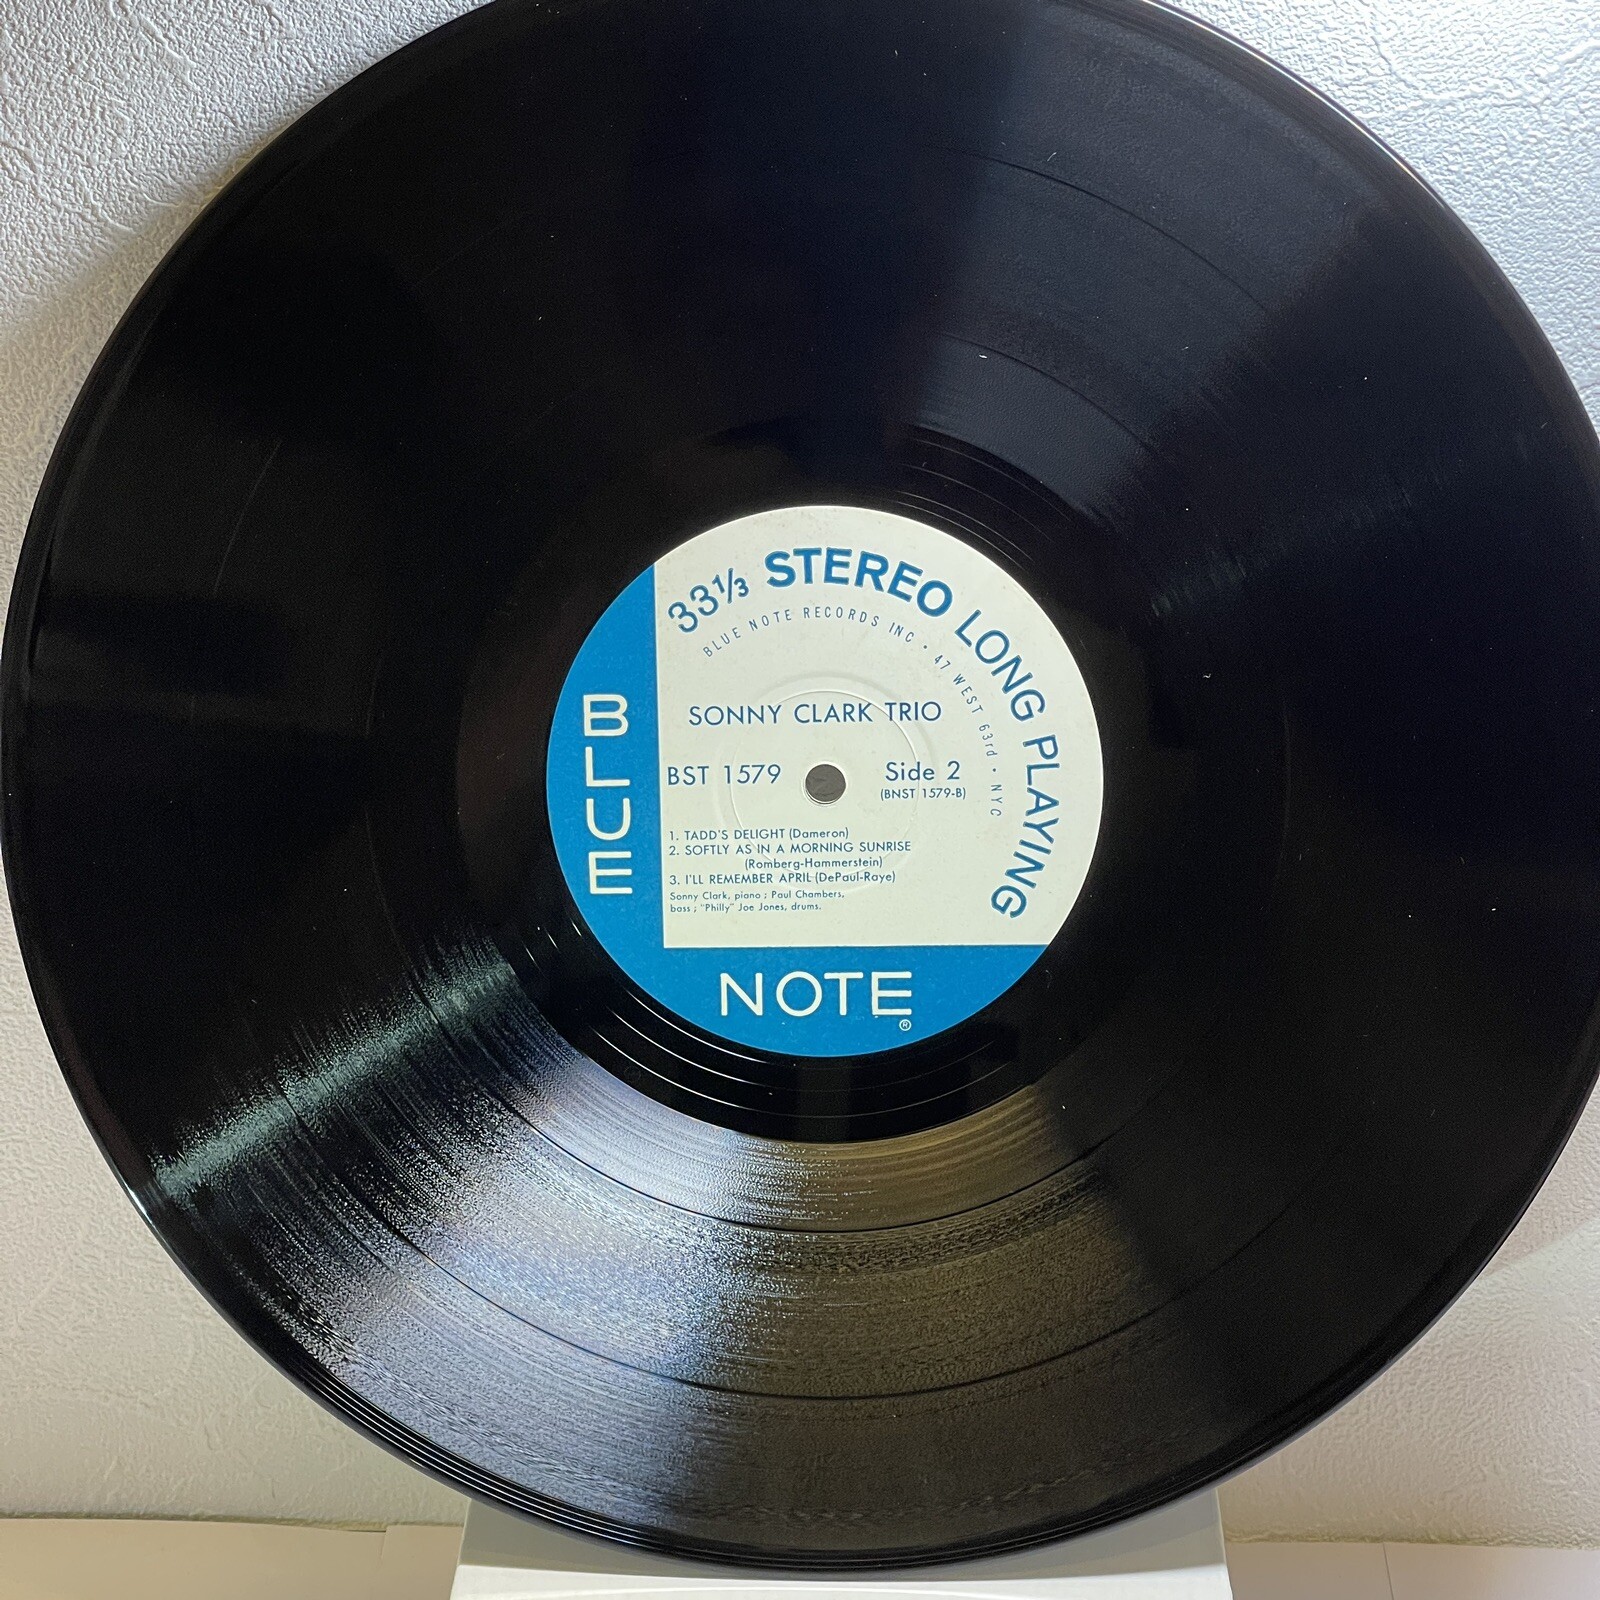 33⅓ STEREO LONG PLAYING
BLUE NOTE RECORDS INC • 47 WEST 63rd • NYC
SONNY CLARK TRIO
BST 1579
Side 2
(BNST 1579-B)
1. TADD'S DELIGHT (Dameron)
2. SOFTLY AS IN A MORNING SUNRISE
(Romberg-Hammerstein)
3. I'LL REMEMBER APRIL (DePaul-Raye)
Sonny Clark, piano ; Paul Chambers,
bass ; "Philly" Joe Jones, drums.
BLUE
NOTE
®